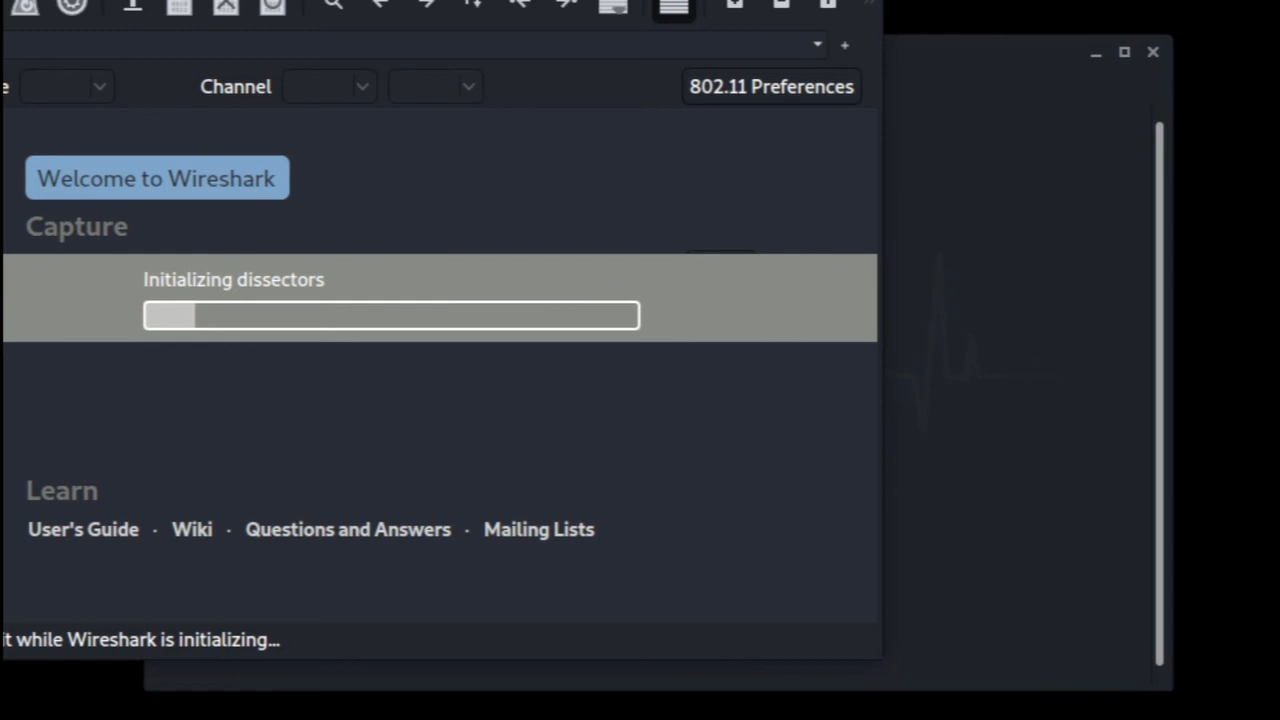 e Channel 802.11 Preferences
Welcome to Wireshark
Capture
Initializing dissectors
Learn
User's Guide · Wiki · Questions and Answers · Mailing Lists
it while Wireshark is initializing...